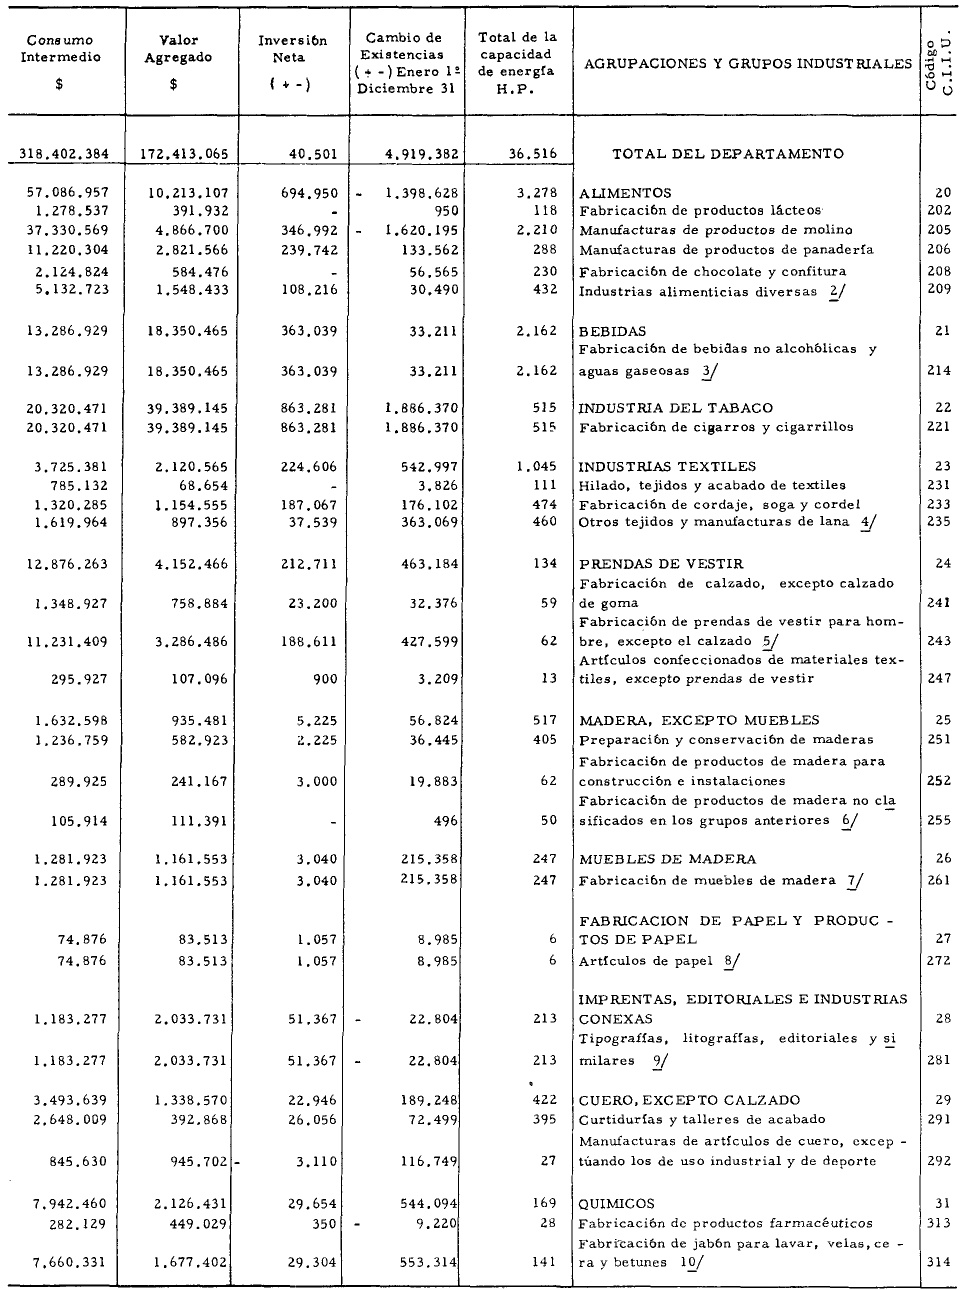 Consumo Intermedio $ Valor Agregado $ Inversión Neta ( + -) Cambio de Existencias ( + -) Enero 1º Diciembre 31 Total de la capacidad de energía H.P. AGRUPACIONES Y GRUPOS INDUSTRIALES Código C.I.I.U.
318.402.384 172.413.065 40.501 4.919.382 36.516 TOTAL DEL DEPARTAMENTO
57.086.957 10.213.107 694.950 - 1.398.628 3.278 ALIMENTOS 20
1.278.537 391.932 - 950 118 Fabricación de productos lácteos 202
37.330.569 4.866.700 346.992 - 1.620.195 2.210 Manufacturas de productos de molino 205
11.220.304 2.821.566 239.742 133.562 288 Manufacturas de productos de panadería 206
2.124.824 584.476 - 56.565 230 Fabricación de chocolate y confitura 208
5.132.723 1.548.433 108.216 30.490 432 Industrias alimenticias diversas 2/ 209
13.286.929 18.350.465 363.039 33.211 2.162 BEBIDAS 21
Fabricación de bebidas no alcohólicas y
13.286.929 18.350.465 363.039 33.211 2.162 aguas gaseosas 3/ 214
20.320.471 39.389.145 863.281 1.886.370 515 INDUSTRIA DEL TABACO 22
20.320.471 39.389.145 863.281 1.886.370 515 Fabricación de cigarros y cigarrillos 221
3.725.381 2.120.565 224.606 542.997 1.045 INDUSTRIAS TEXTILES 23
785.132 68.654 - 3.826 111 Hilado, tejidos y acabado de textiles 231
1.320.285 1.154.555 187.067 176.102 474 Fabricación de cordaje, soga y cordel 233
1.619.964 897.356 37.539 363.069 460 Otros tejidos y manufacturas de lana 4/ 235
12.876.263 4.152.466 212.711 463.184 134 PRENDAS DE VESTIR 24
Fabricación de calzado, excepto calzado
1.348.927 758.884 23.200 32.376 59 de goma 241
Fabricación de prendas de vestir para hom-
11.231.409 3.286.486 188.611 427.599 62 bre, excepto el calzado 5/ 243
Artículos confeccionados de materiales tex-
295.927 107.096 900 3.209 13 tiles, excepto prendas de vestir 247
1.632.598 935.481 5.225 56.824 517 MADERA, EXCEPTO MUEBLES 25
1.236.759 582.923 2.225 36.445 405 Preparación y conservación de maderas 251
Fabricación de productos de madera para
289.925 241.167 3.000 19.883 62 construcción e instalaciones 252
Fabricación de productos de madera no cla
105.914 111.391 - 496 50 sificados en los grupos anteriores 6/ 255
1.281.923 1.161.553 3.040 215.358 247 MUEBLES DE MADERA 26
1.281.923 1.161.553 3.040 215.358 247 Fabricación de muebles de madera 7/ 261
FABRICACION DE PAPEL Y PRODUC -
74.876 83.513 1.057 8.985 6 TOS DE PAPEL 27
74.876 83.513 1.057 8.985 6 Artículos de papel 8/ 272
IMPRENTAS, EDITORIALES E INDUSTRIAS
1.183.277 2.033.731 51.367 - 22.804 213 CONEXAS 28
Tipografías, litografías, editoriales y si
1.183.277 2.033.731 51.367 - 22.804 213 milares 9/ 281
3.493.639 1.338.570 22.946 189.248 422 CUERO, EXCEPTO CALZADO 29
2.648.009 392.868 26.056 72.499 395 Curtidurías y talleres de acabado 291
Manufacturas de artículos de cuero, excep -
845.630 945.702 - 3.110 116.749 27 túando los de uso industrial y de deporte 292
7.942.460 2.126.431 29.654 544.094 169 QUIMICOS 31
282.129 449.029 350 - 9.220 28 Fabricación de productos farmacéuticos 313
Fabricación de jabón para lavar, velas, ce -
7.660.331 1.677.402 29.304 553.314 141 ra y betunes 10/ 314